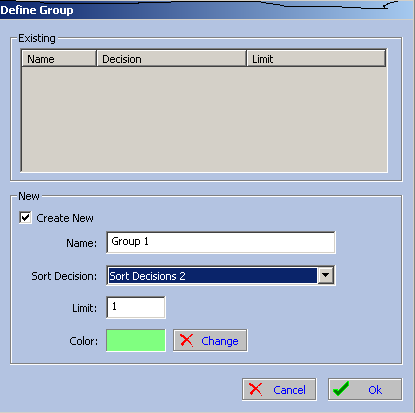 Define Group
Existing
Name Decision Limit
New
Create New
Name: Group 1
Sort Decision: Sort Decisions 2
Limit: 1
Color: Change
Cancel Ok